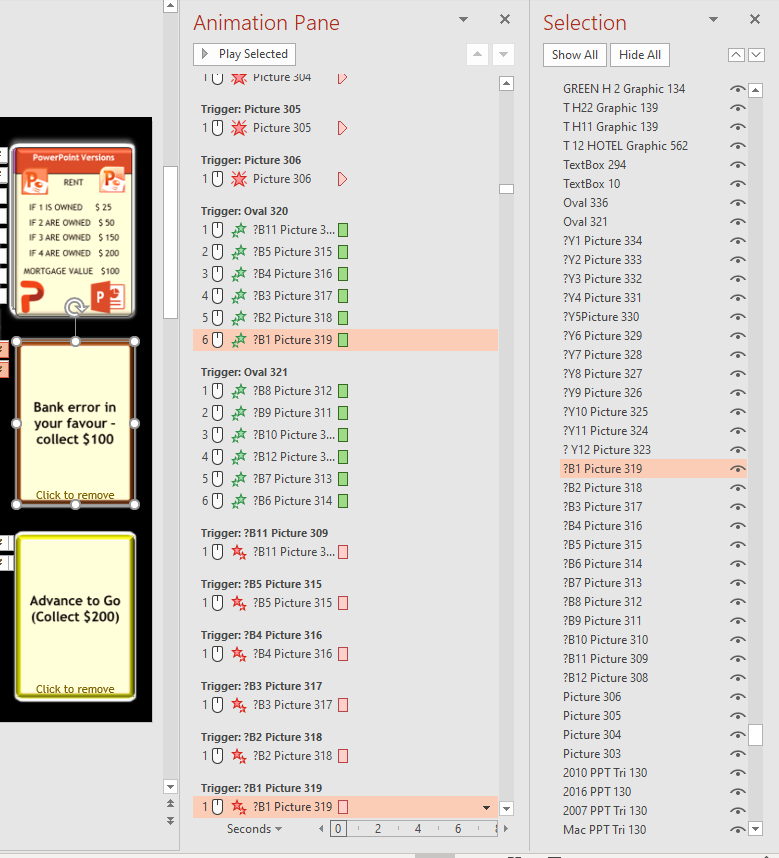 PowerPoint Versions
RENT
IF 1 IS OWNED $ 25
IF 2 ARE OWNED $ 50
IF 3 ARE OWNED $ 150
IF 4 ARE OWNED $ 200
MORTGAGE VALUE $100
Bank error in
your favour -
collect $100
Click to remove
Advance to Go
(Collect $200)
Click to remove
Animation Pane
Play Selected
1 Picture 304
Trigger: Picture 305
1 Picture 305
Trigger: Picture 306
1 Picture 306
Trigger: Oval 320
1 ?B11 Picture 3...
2 ?B5 Picture 315
3 ?B4 Picture 316
4 ?B3 Picture 317
5 ?B2 Picture 318
6 ?B1 Picture 319
Trigger: Oval 321
1 ?B8 Picture 312
2 ?B9 Picture 311
3 ?B10 Picture 3...
4 ?B12 Picture 3...
5 ?B7 Picture 313
6 ?B6 Picture 314
Trigger: ?B11 Picture 309
1 ?B11 Picture 3...
Trigger: ?B5 Picture 315
1 ?B5 Picture 315
Trigger: ?B4 Picture 316
1 ?B4 Picture 316
Trigger: ?B3 Picture 317
1 ?B3 Picture 317
Trigger: ?B2 Picture 318
1 ?B2 Picture 318
Trigger: ?B1 Picture 319
1 ?B1 Picture 319
Seconds 0 2 4 6
Selection
Show All Hide All
GREEN H 2 Graphic 134
T H22 Graphic 139
T H11 Graphic 139
T 12 HOTEL Graphic 562
TextBox 294
TextBox 10
Oval 336
Oval 321
?Y1 Picture 334
?Y2 Picture 333
?Y3 Picture 332
?Y4 Picture 331
?Y5Picture 330
?Y6 Picture 329
?Y7 Picture 328
?Y8 Picture 327
?Y9 Picture 326
?Y10 Picture 325
?Y11 Picture 324
? Y12 Picture 323
?B1 Picture 319
?B2 Picture 318
?B3 Picture 317
?B4 Picture 316
?B5 Picture 315
?B6 Picture 314
?B7 Picture 313
?B8 Picture 312
?B9 Picture 311
?B10 Picture 310
?B11 Picture 309
?B12 Picture 308
Picture 306
Picture 305
Picture 304
Picture 303
2010 PPT Tri 130
2016 PPT 130
2007 PPT Tri 130
Mac PPT Tri 130